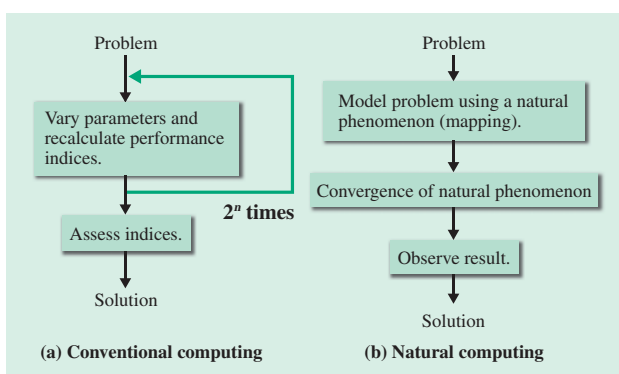 Problem
Vary parameters and
recalculate performance
indices.
2ⁿ times
Assess indices.
Solution
(a) Conventional computing
Problem
Model problem using a natural
phenomenon (mapping).
Convergence of natural phenomenon
Observe result.
Solution
(b) Natural computing